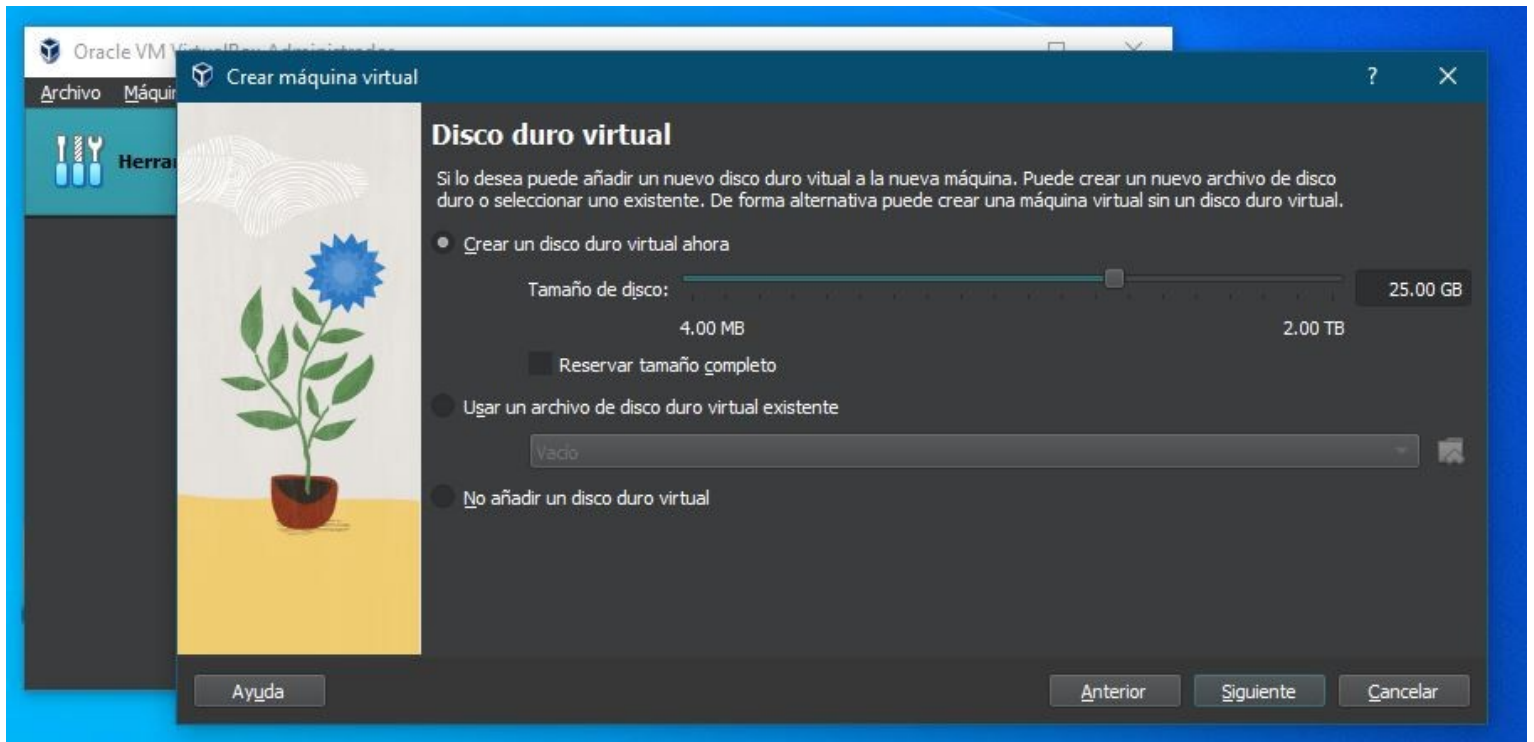 Oracle VM VirtualBox Administrador
Crear máquina virtual
?
Archivo Máquin
Herra
Disco duro virtual
Si lo desea puede añadir un nuevo disco duro vitual a la nueva máquina. Puede crear un nuevo archivo de disco
duro o seleccionar uno existente. De forma alternativa puede crear una máquina virtual sin un disco duro virtual.
Crear un disco duro virtual ahora
Tamaño de disco:
25.00 GB
4.00 MB
2.00 TB
Reservar tamaño completo
Usar un archivo de disco duro virtual existente
Vacío
No añadir un disco duro virtual
Ayuda
Anterior
Siguiente
Cancelar